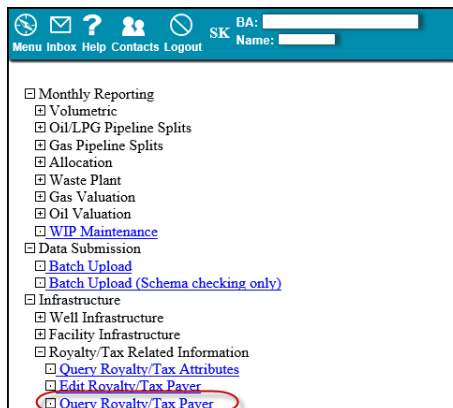 SK BA:
Name:
Menu Inbox Help Contacts Logout
Monthly Reporting
Volumetric
Oil/LPG Pipeline Splits
Gas Pipeline Splits
Allocation
Waste Plant
Gas Valuation
Oil Valuation
WIP Maintenance
Data Submission
Batch Upload
Batch Upload (Schema checking only)
Infrastructure
Well Infrastructure
Facility Infrastructure
Royalty/Tax Related Information
Query Royalty/Tax Attributes
Edit Royalty/Tax Payer
Query Royalty/Tax Payer